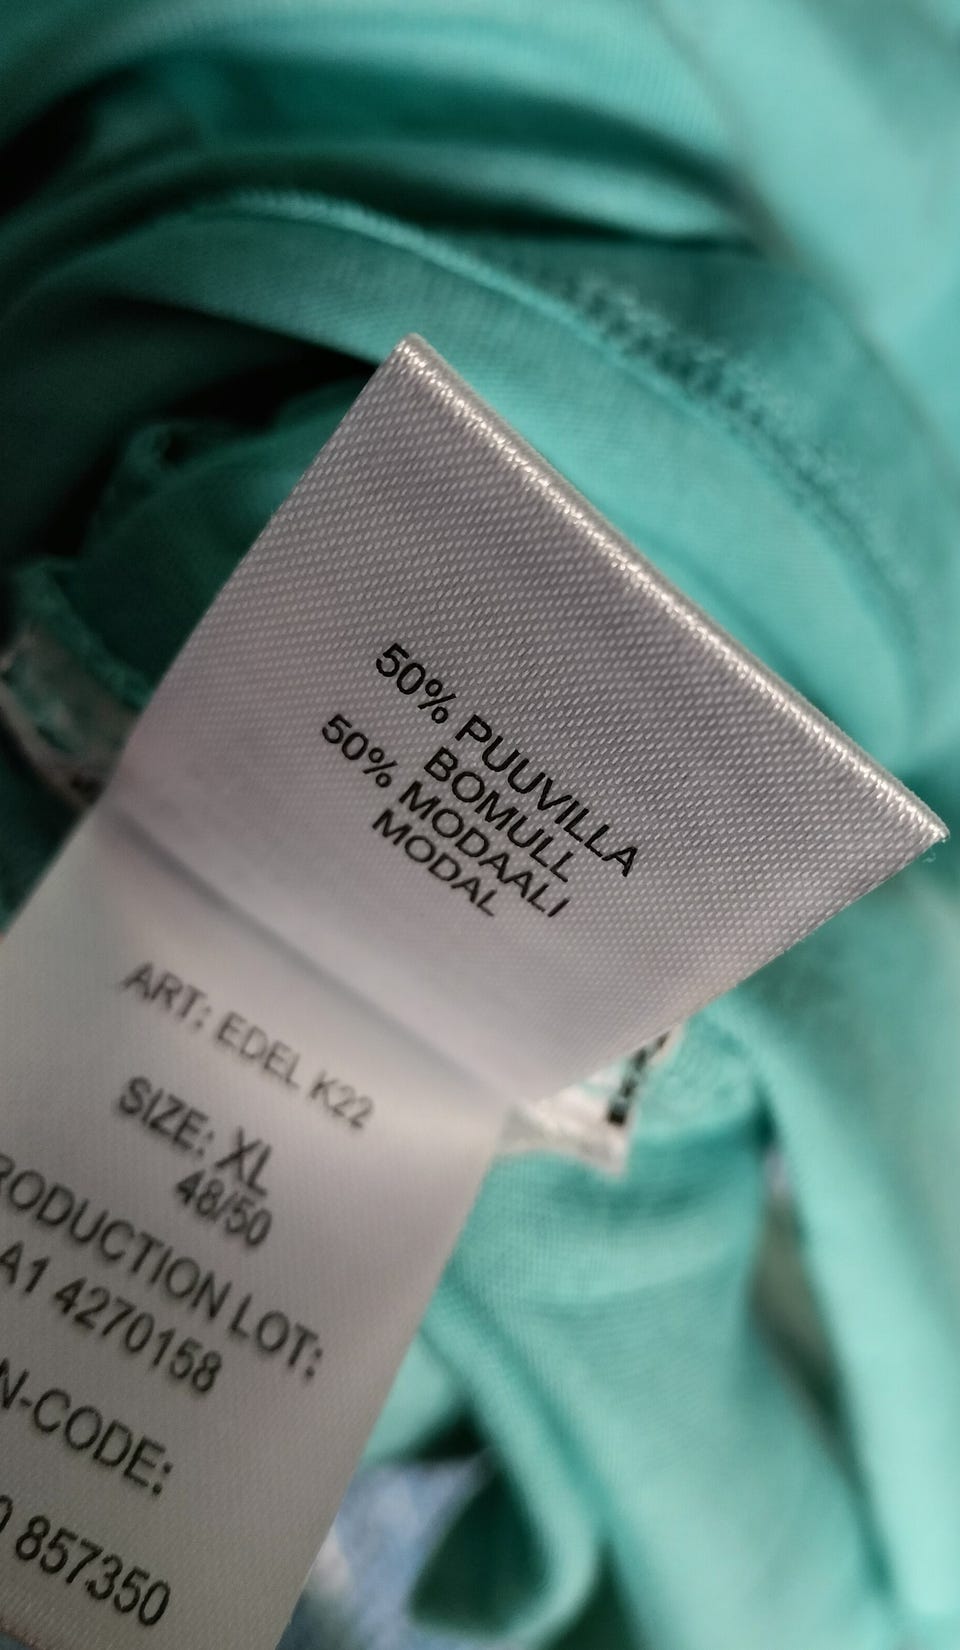 50% PUUVILLA
BOMULL
50% MODAALI
MODAL
ART: EDEL K22
SIZE: XL
48/50
RODUCTION LOT:
A1 4270158
N-CODE:
0 857350